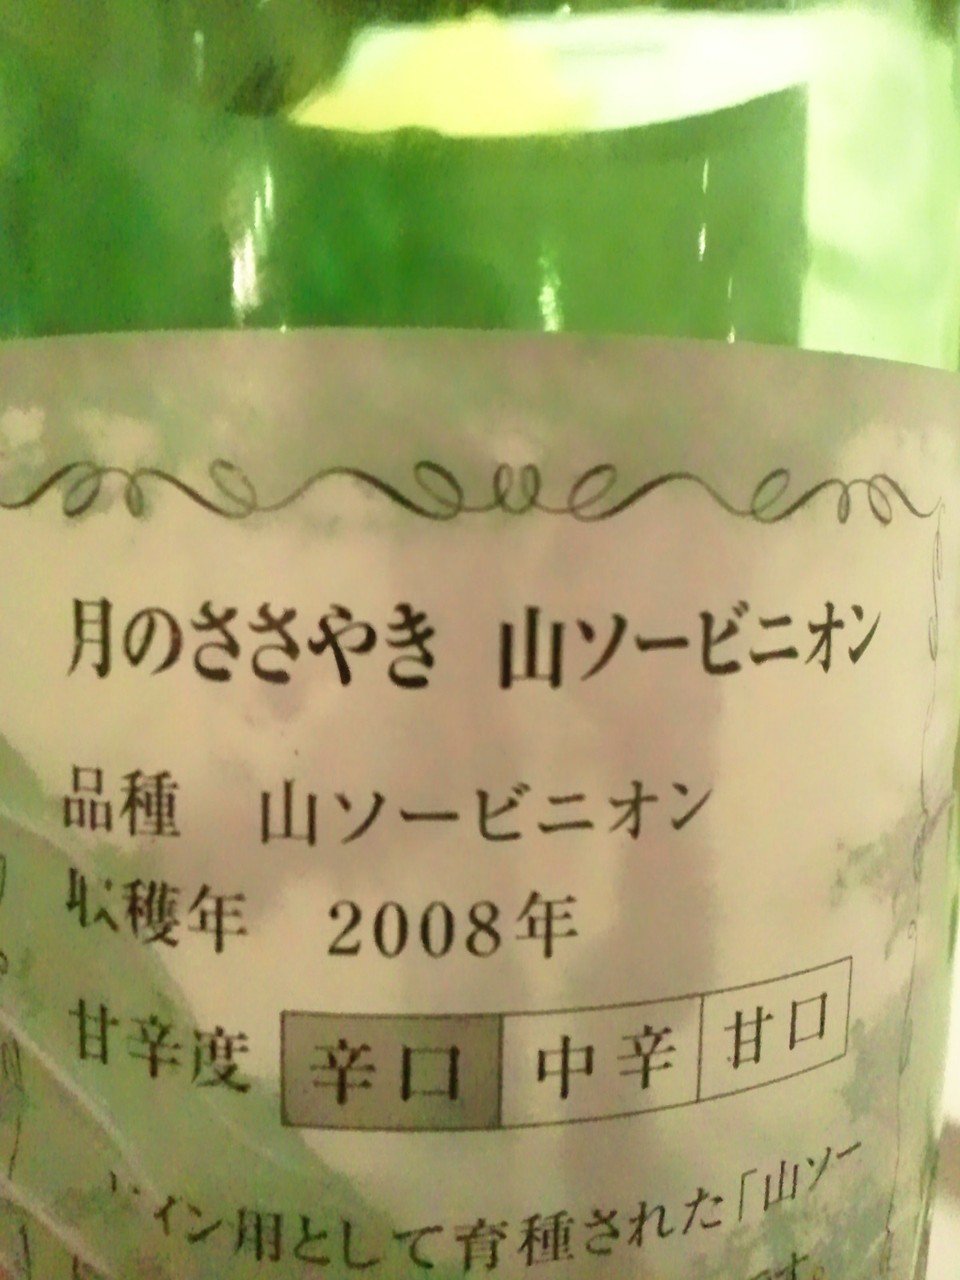 月のささやき 山ソービニオン
品種 山ソービニオン
収穫年 2008年
甘辛度 辛口 中辛 甘口
イン用として育種された「山ソー
す。